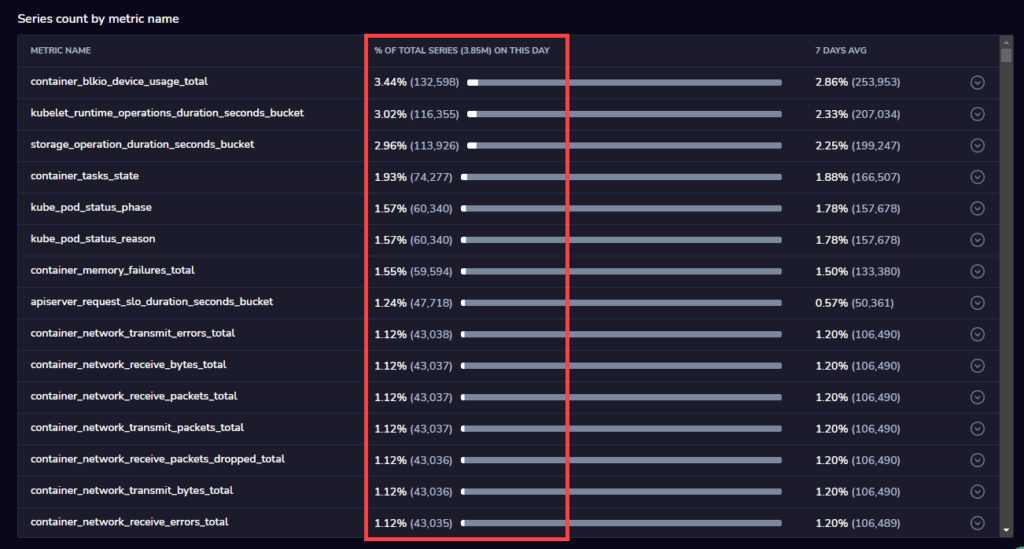 Series count by metric name
METRIC NAME % OF TOTAL SERIES (3.85M) ON THIS DAY 7 DAYS AVG
container_blkio_device_usage_total 3.44% (132,598) 2.86% (253,953)
kubelet_runtime_operations_duration_seconds_bucket 3.02% (116,355) 2.33% (207,034)
storage_operation_duration_seconds_bucket 2.96% (113,926) 2.25% (199,247)
container_tasks_state 1.93% (74,277) 1.88% (166,507)
kube_pod_status_phase 1.57% (60,340) 1.78% (157,678)
kube_pod_status_reason 1.57% (60,340) 1.78% (157,678)
container_memory_failures_total 1.55% (59,594) 1.50% (133,380)
apiserver_request_slo_duration_seconds_bucket 1.24% (47,718) 0.57% (50,361)
container_network_transmit_errors_total 1.12% (43,038) 1.20% (106,490)
container_network_receive_bytes_total 1.12% (43,037) 1.20% (106,490)
container_network_receive_packets_total 1.12% (43,037) 1.20% (106,490)
container_network_transmit_packets_total 1.12% (43,037) 1.20% (106,490)
container_network_receive_packets_dropped_total 1.12% (43,036) 1.20% (106,490)
container_network_transmit_bytes_total 1.12% (43,036) 1.20% (106,490)
container_network_receive_errors_total 1.12% (43,035) 1.20% (106,489)